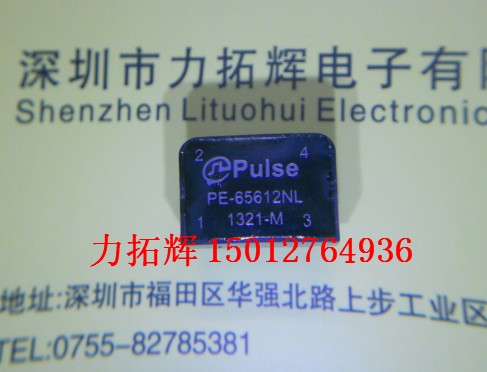 深圳市力拓辉电子有
Shenzhen Lituohui Electronic
2 4
Pulse
PE-65612NL
1321-M
1 3
力拓辉 15012764936
地址:深圳市福田区华强北路上步工业区
TEL:0755-82785381